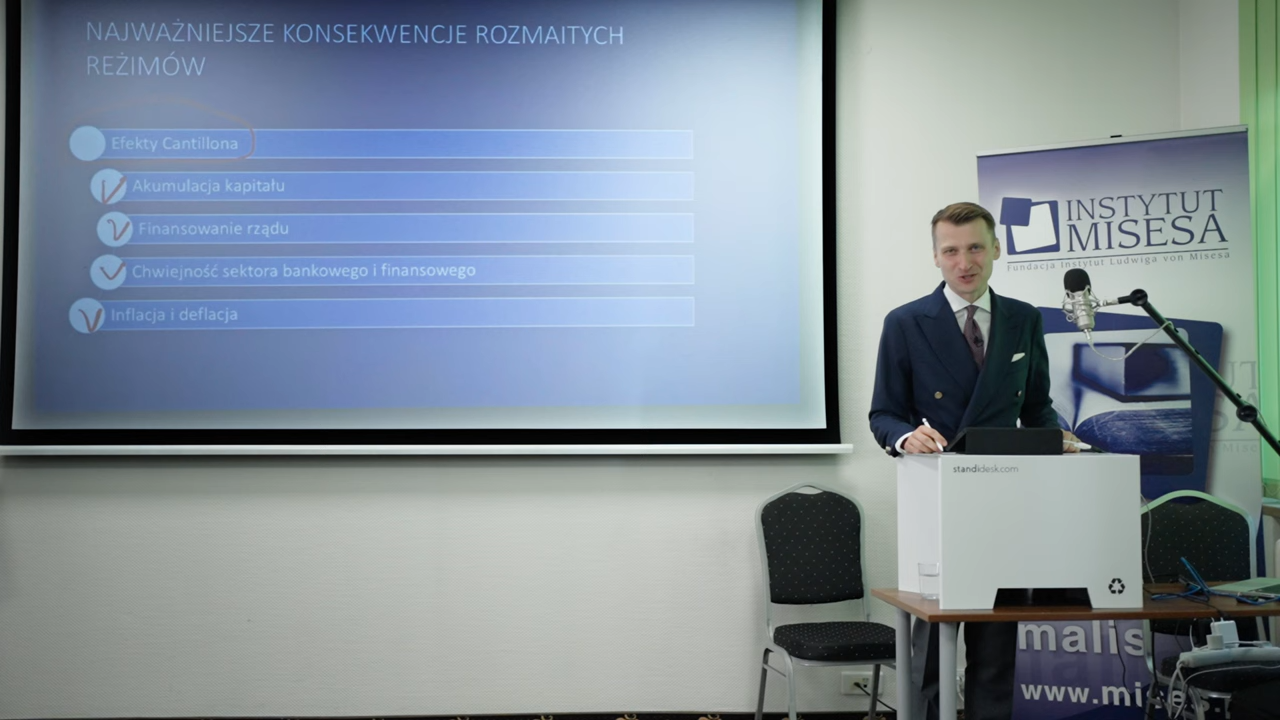 NAJWAŻNIEJSZE KONSEKWENCJE ROZMAITYCH
REŻIMÓW
Efekty Cantillona
Akumulacja kapitału
Finansowanie rządu
Chwiejność sektora bankowego i finansowego
Inflacja i deflacja
INSTYTUT
MISESA
Fundacja Instytut Ludwiga von Misesa
standidesk.com
malis
www.mises.